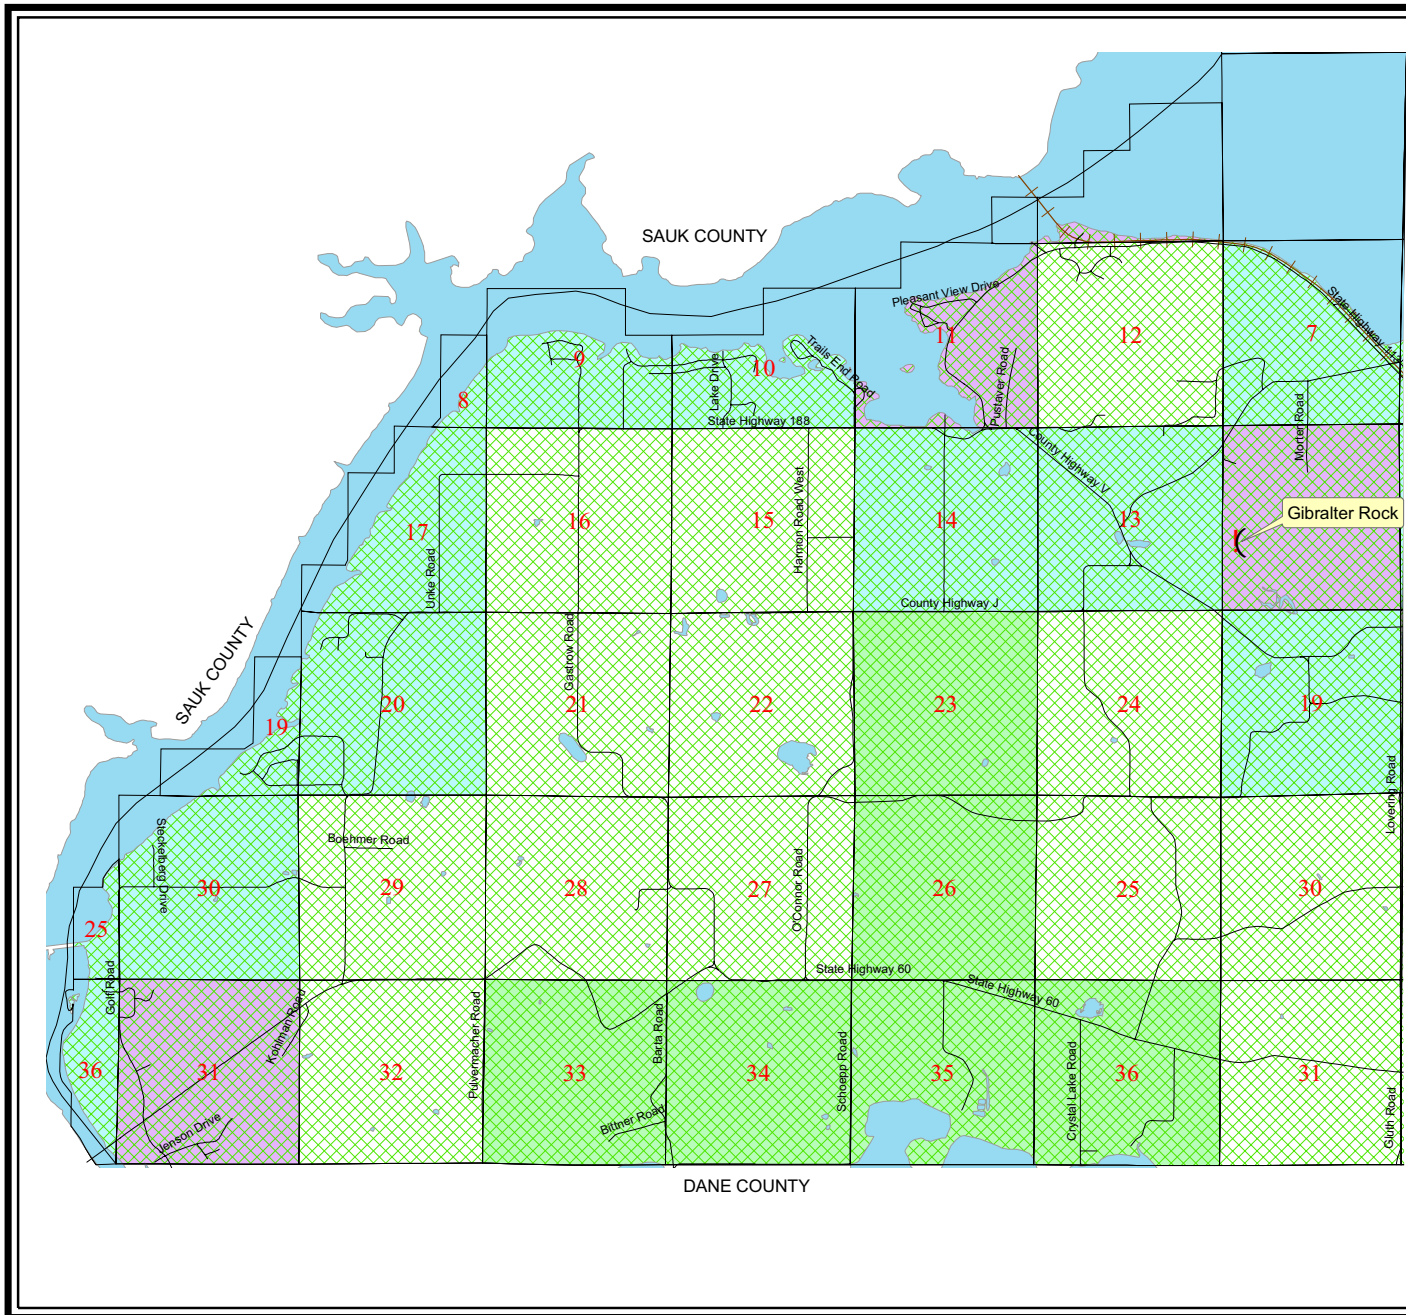 SAUK COUNTY
Pleasant View Drive
State Highway 113
11
12
7
9
10
8
Lake Drive
Trails End Road
Pustaver Road
Morter Road
State Highway 188
County Highway V
Harmon Road West
Gibralter Rock
17
16
15
14
13
Unke Road
County Highway J
SAUK COUNTY
Gastrow Road
19
20
21
22
23
24
19
Lovering Road
Steckelberg Drive
Boehmer Road
O'Connor Road
30
29
28
27
26
25
30
25
Golf Road
State Highway 60
State Highway 60
Kohlman Road
Pulvermacher Road
Barta Road
Schoepp Road
Crystal Lake Road
Gluth Road
36
31
32
33
34
35
36
31
Jenson Drive
Bittner Road
DANE COUNTY